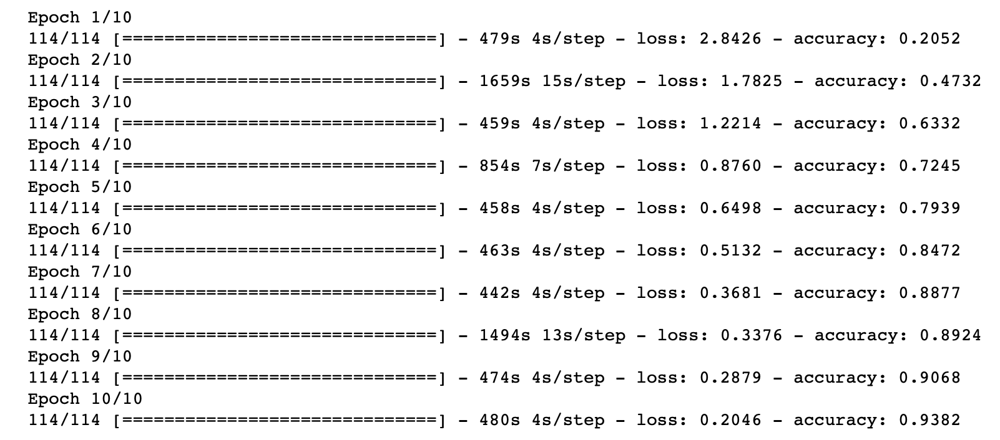 Epoch 1/10
114/114 [==============================] - 479s 4s/step - loss: 2.8426 - accuracy: 0.2052
Epoch 2/10
114/114 [==============================] - 1659s 15s/step - loss: 1.7825 - accuracy: 0.4732
Epoch 3/10
114/114 [==============================] - 459s 4s/step - loss: 1.2214 - accuracy: 0.6332
Epoch 4/10
114/114 [==============================] - 854s 7s/step - loss: 0.8760 - accuracy: 0.7245
Epoch 5/10
114/114 [==============================] - 458s 4s/step - loss: 0.6498 - accuracy: 0.7939
Epoch 6/10
114/114 [==============================] - 463s 4s/step - loss: 0.5132 - accuracy: 0.8472
Epoch 7/10
114/114 [==============================] - 442s 4s/step - loss: 0.3681 - accuracy: 0.8877
Epoch 8/10
114/114 [==============================] - 1494s 13s/step - loss: 0.3376 - accuracy: 0.8924
Epoch 9/10
114/114 [==============================] - 474s 4s/step - loss: 0.2879 - accuracy: 0.9068
Epoch 10/10
114/114 [==============================] - 480s 4s/step - loss: 0.2046 - accuracy: 0.9382